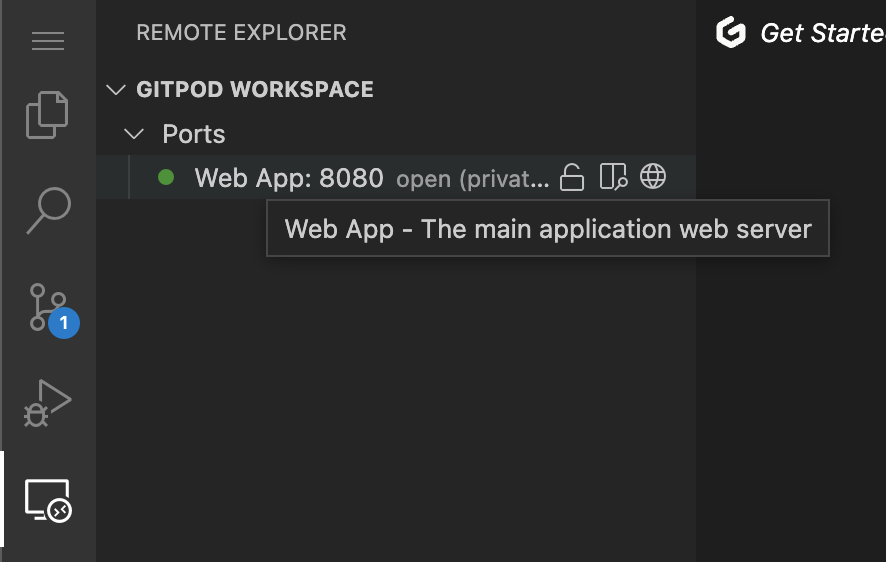 REMOTE EXPLORER
Get Starte
GITPOD WORKSPACE
Ports
Web App: 8080 open (privat...
Web App - The main application web server
1